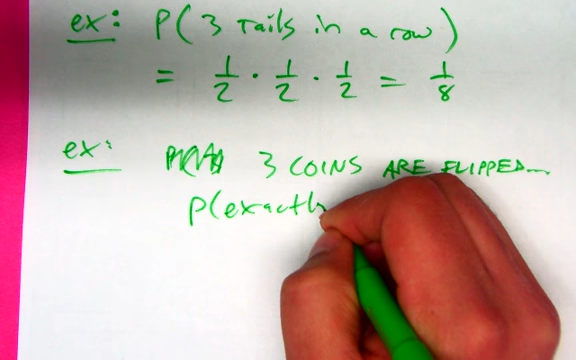 ex: P(3 tails in a row)
= 1/2 · 1/2 · 1/2 = 1/8
ex: 3 COINS ARE FLIPPED...
P(exactly